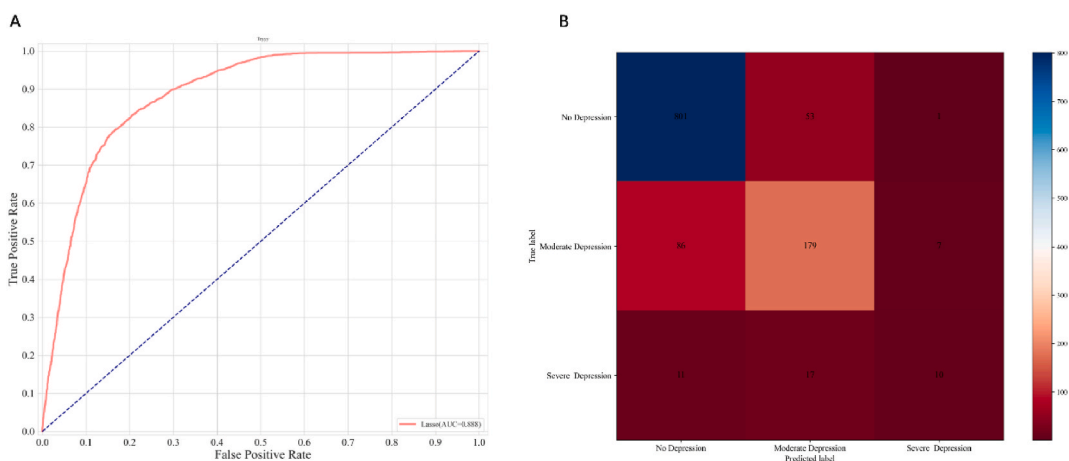 A
1.0
0.9
0.8
0.7
0.6
0.5
0.4
0.3
0.2
0.1
0.0
True Positive Rate
0.0 0.1 0.2 0.3 0.4 0.5 0.6 0.7 0.8 0.9 1.0
False Positive Rate
Lasso(AUC=0.888)
B
True label
No Depression 801 53
Moderate Depression 86 179
Severe Depression 10
No Depression Moderate Depression Severe Depression
Predicted label
800
700
600
500
400
300
200
100